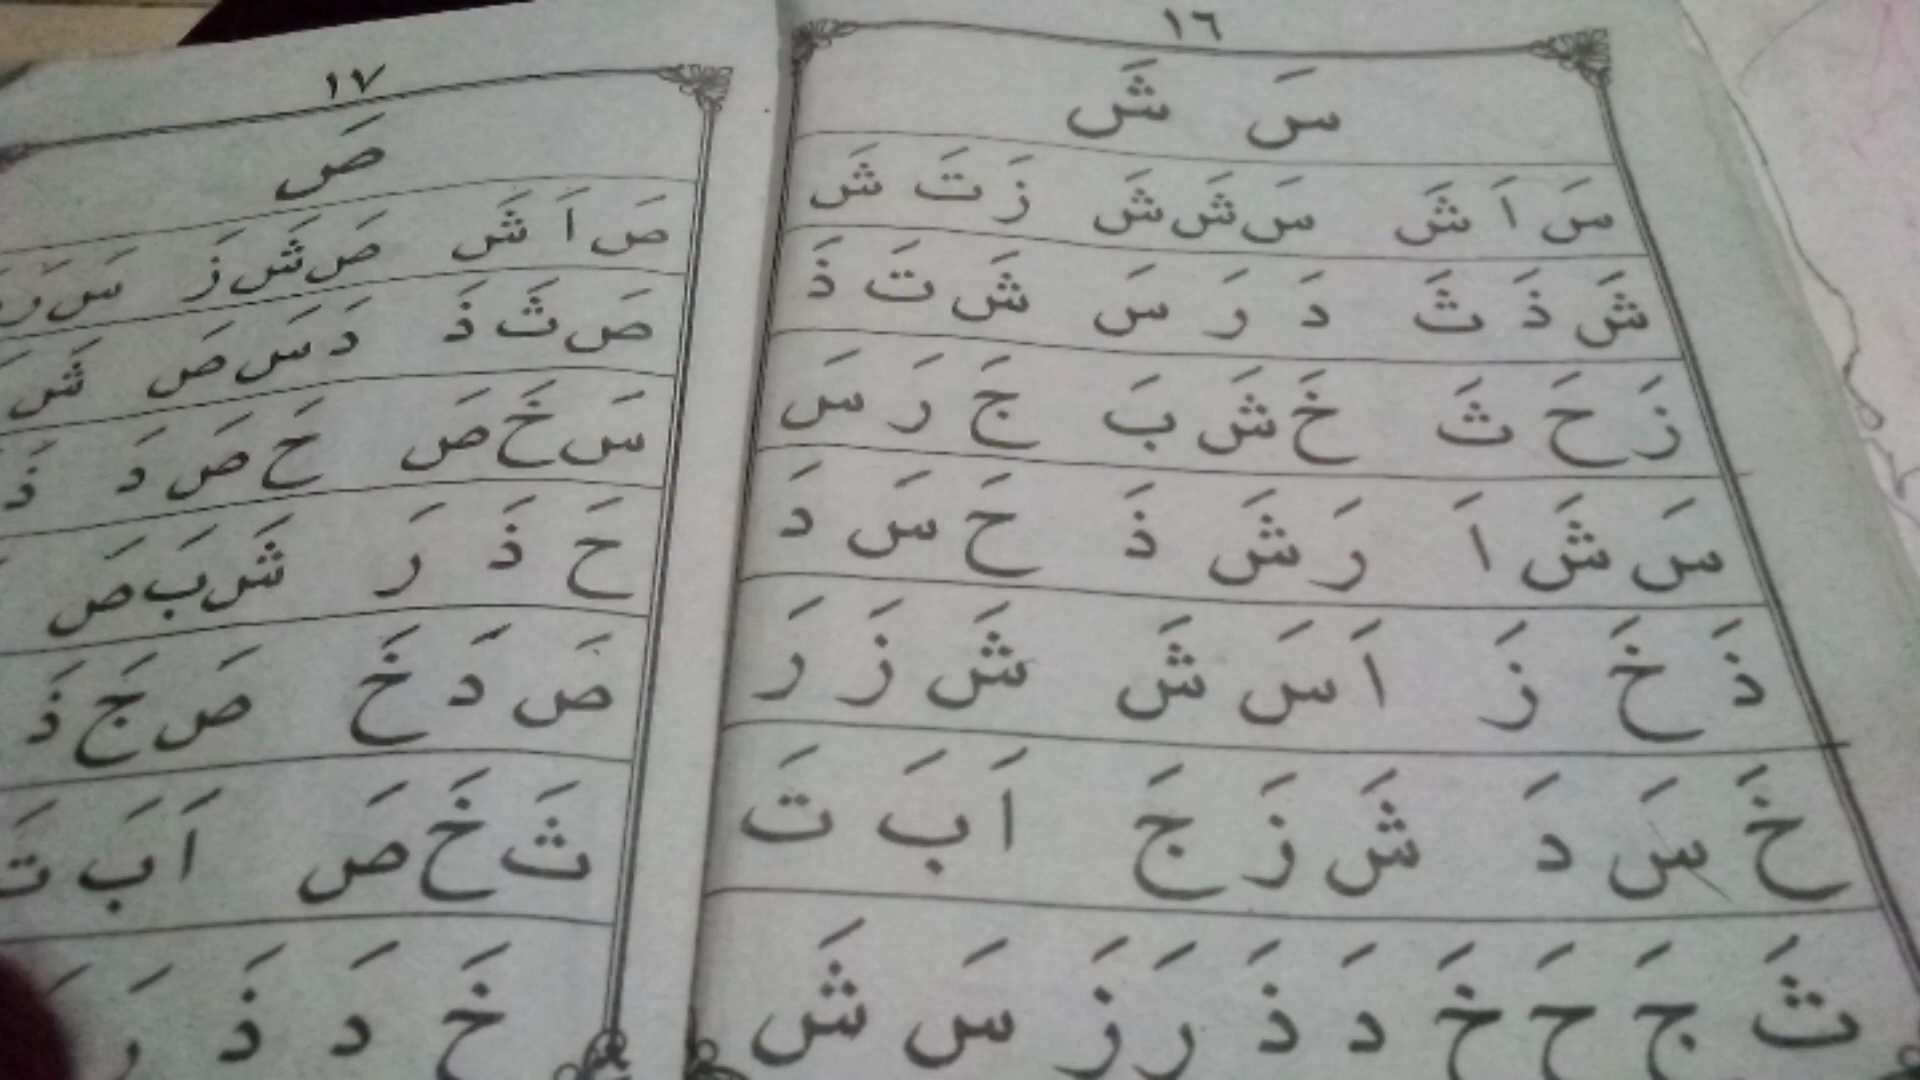 ١٦
سَ شَ
سَ اَ شَ سَ شَ شَ زَ تَ شَ
شَ ذَ ثَ دَ رَ سَ شَ تَ ذَ
زَ حَ ثَ خَ شَ بَ جَ رَ سَ
سَ شَ اَ رَ شَ ذَ حَ سَ دَ
ذَ خَ زَ اَ سَ شَ شَ زَ رَ
خَ سَ دَ شَ زَ جَ اَ بَ تَ
ثَ جَ حَ خَ دَ ذَ رَ زَ سَ شَ
١٧
صَ
صَ اَ شَ صَ شَ زَ سَ رَ
صَ ثَ ذَ دَ سَ صَ شَ
سَ خَ صَ حَ صَ دَ ذَ
حَ ذَ رَ شَ بَ صَ
صَ دَ خَ صَ جَ ذَ
ثَ خَ صَ اَ بَ تَ
خَ دَ ذَ رَ